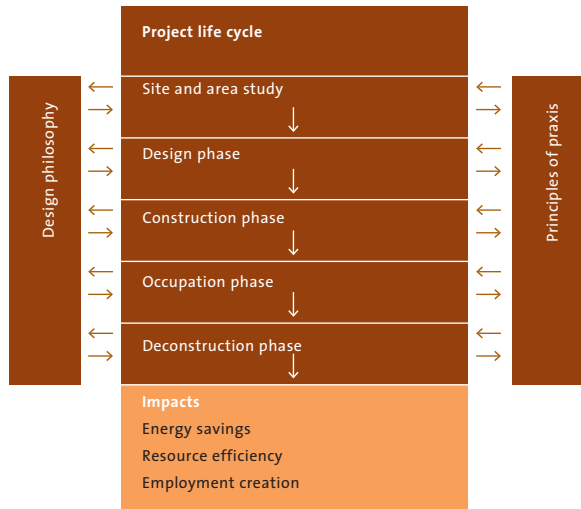 Project life cycle
Design philosophy
Site and area study
Design phase
Construction phase
Occupation phase
Deconstruction phase
Principles of praxis
Impacts
Energy savings
Resource efficiency
Employment creation